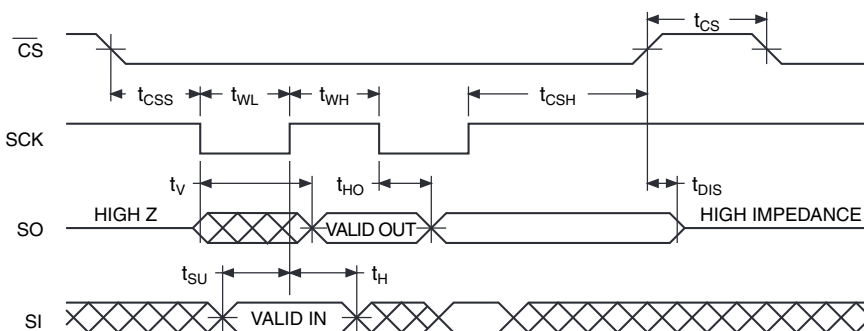 t_CS
CS
t_CSS t_WL t_WH t_CSH
SCK
t_V t_HO t_DIS
HIGH Z HIGH IMPEDANCE
SO VALID OUT
t_SU t_H
SI VALID IN